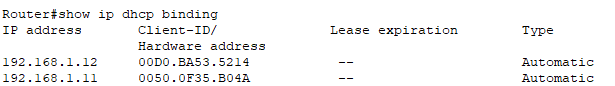 Router#show ip dhcp binding
IP address       Client-ID/              Lease expiration        Type
                 Hardware address
192.168.1.12     00D0.BA53.5214           --                     Automatic
192.168.1.11     0050.0F35.B04A           --                     Automatic